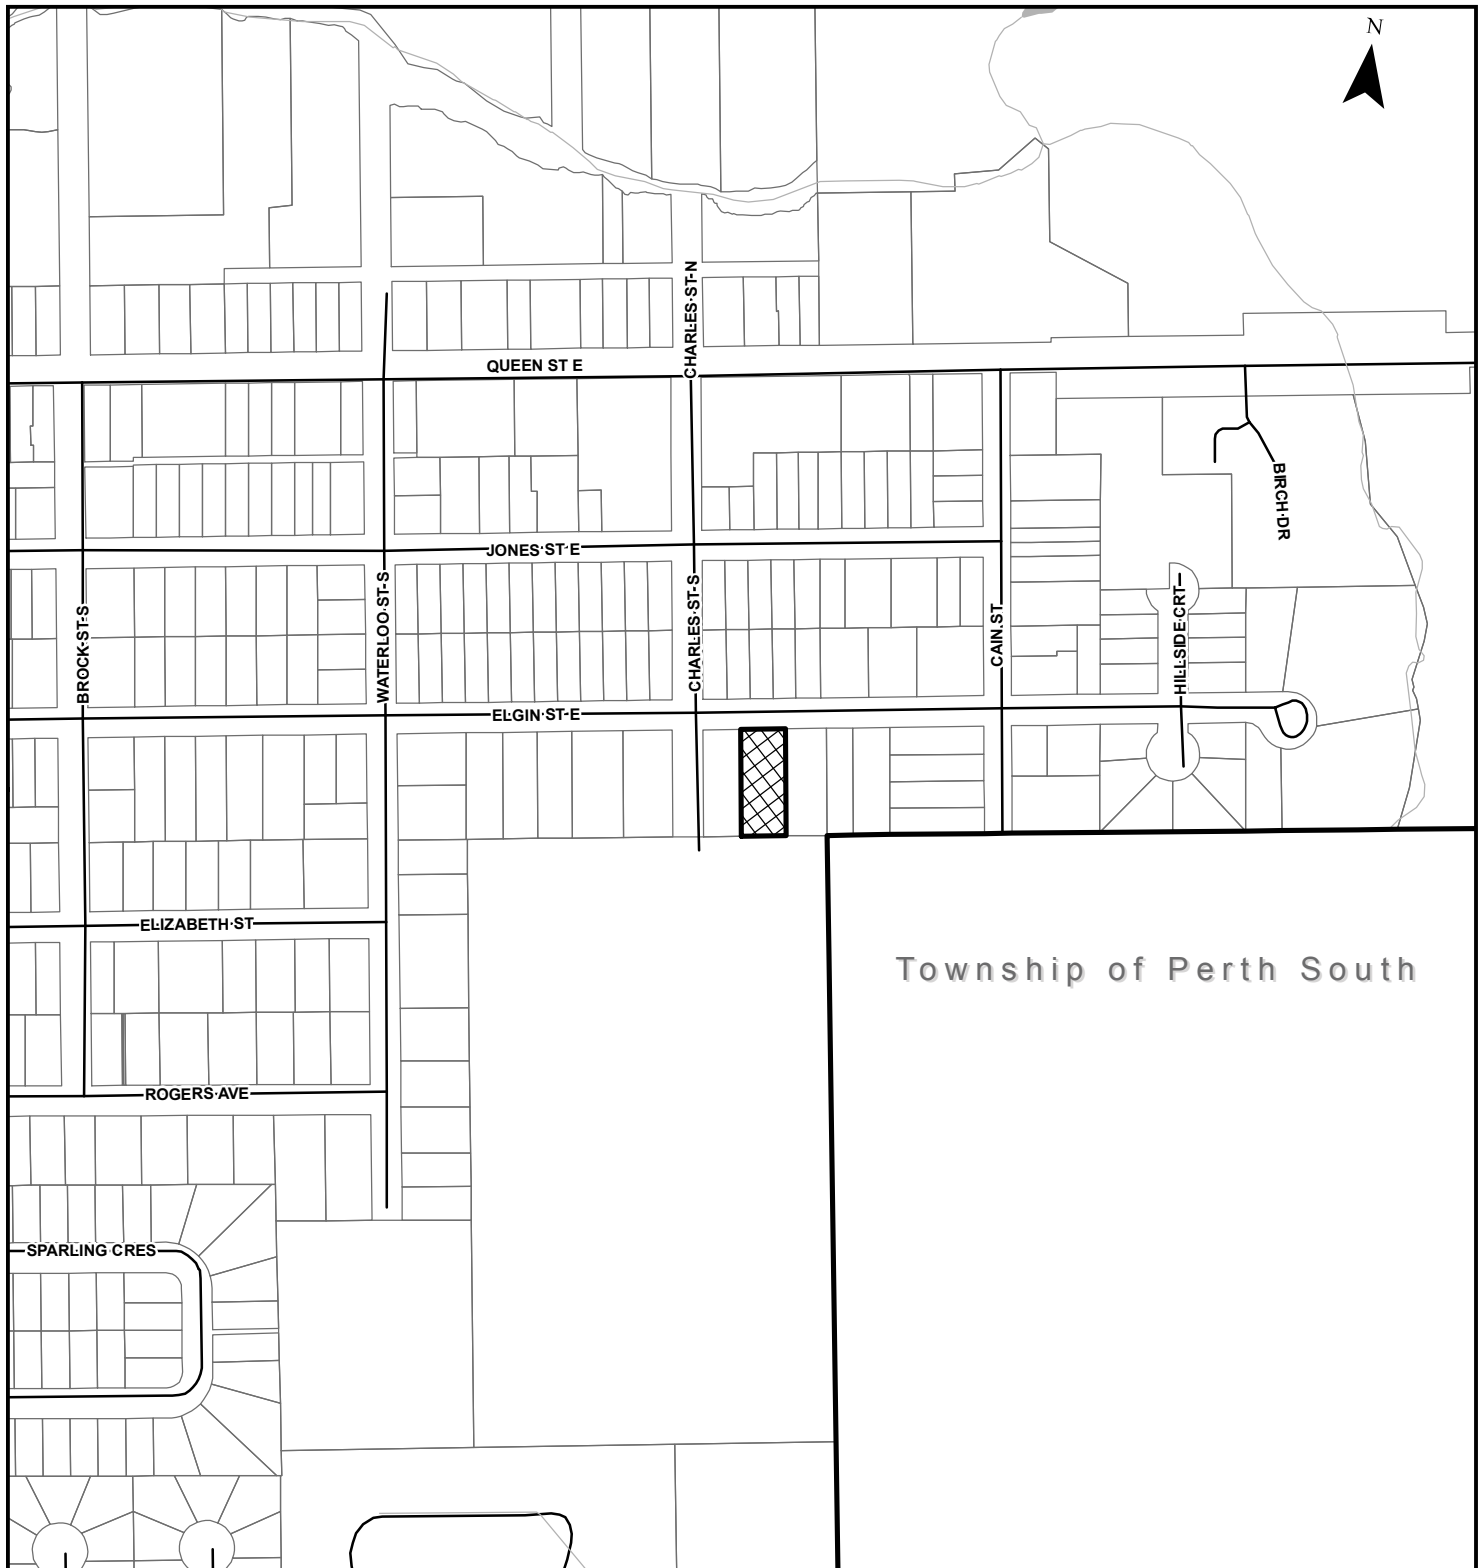 N
CHARLES ST N
QUEEN ST E
BIRCH DR
JONES ST E
BROCK ST S
WATERLOO ST S
CHARLES ST S
CAIN ST
HILLSIDE CRT
ELGIN ST E
ELIZABETH ST
Township of Perth South
ROGERS AVE
SPARLING CRES